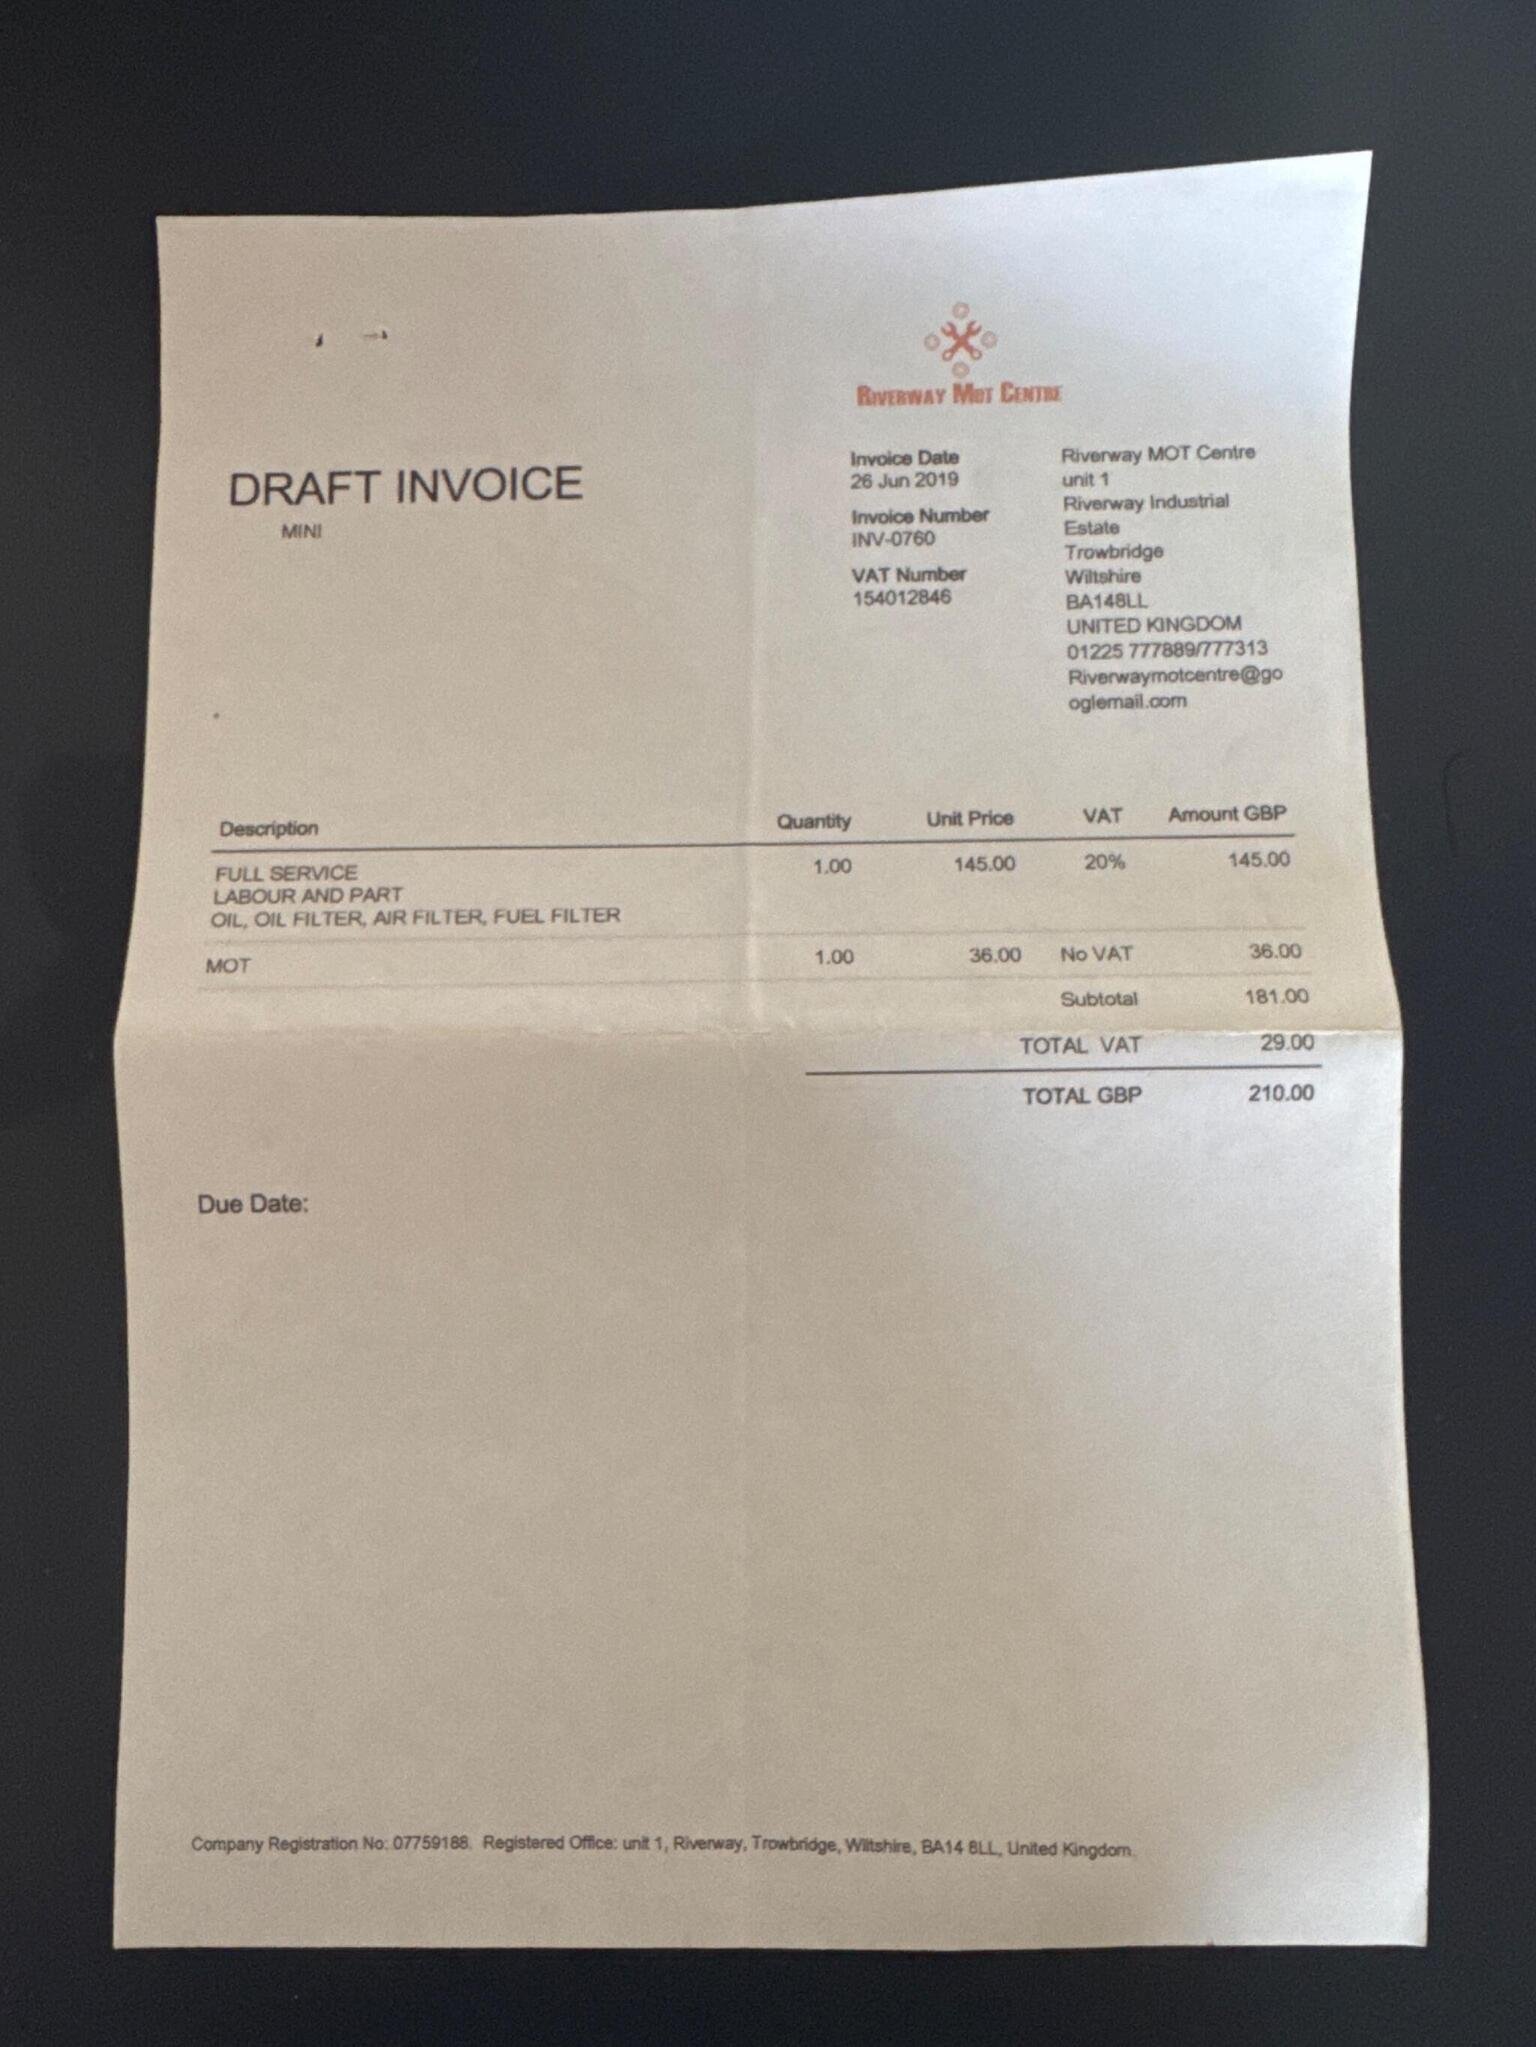 RIVERWAY MOT CENTRE
DRAFT INVOICE
MINI
Invoice Date
26 Jun 2019
Invoice Number
INV-0760
VAT Number
154012846
Riverway MOT Centre
unit 1
Riverway Industrial
Estate
Trowbridge
Wiltshire
BA148LL
UNITED KINGDOM
01225 777889/777313
Riverwaymotcentre@go
oglemail.com
Description Quantity Unit Price VAT Amount GBP
FULL SERVICE 1.00 145.00 20% 145.00
LABOUR AND PART
OIL, OIL FILTER, AIR FILTER, FUEL FILTER
MOT 1.00 36.00 No VAT 36.00
Subtotal 181.00
TOTAL VAT 29.00
TOTAL GBP 210.00
Due Date:
Company Registration No: 07759188. Registered Office: unit 1, Riverway, Trowbridge, Wiltshire, BA14 8LL, United Kingdom.